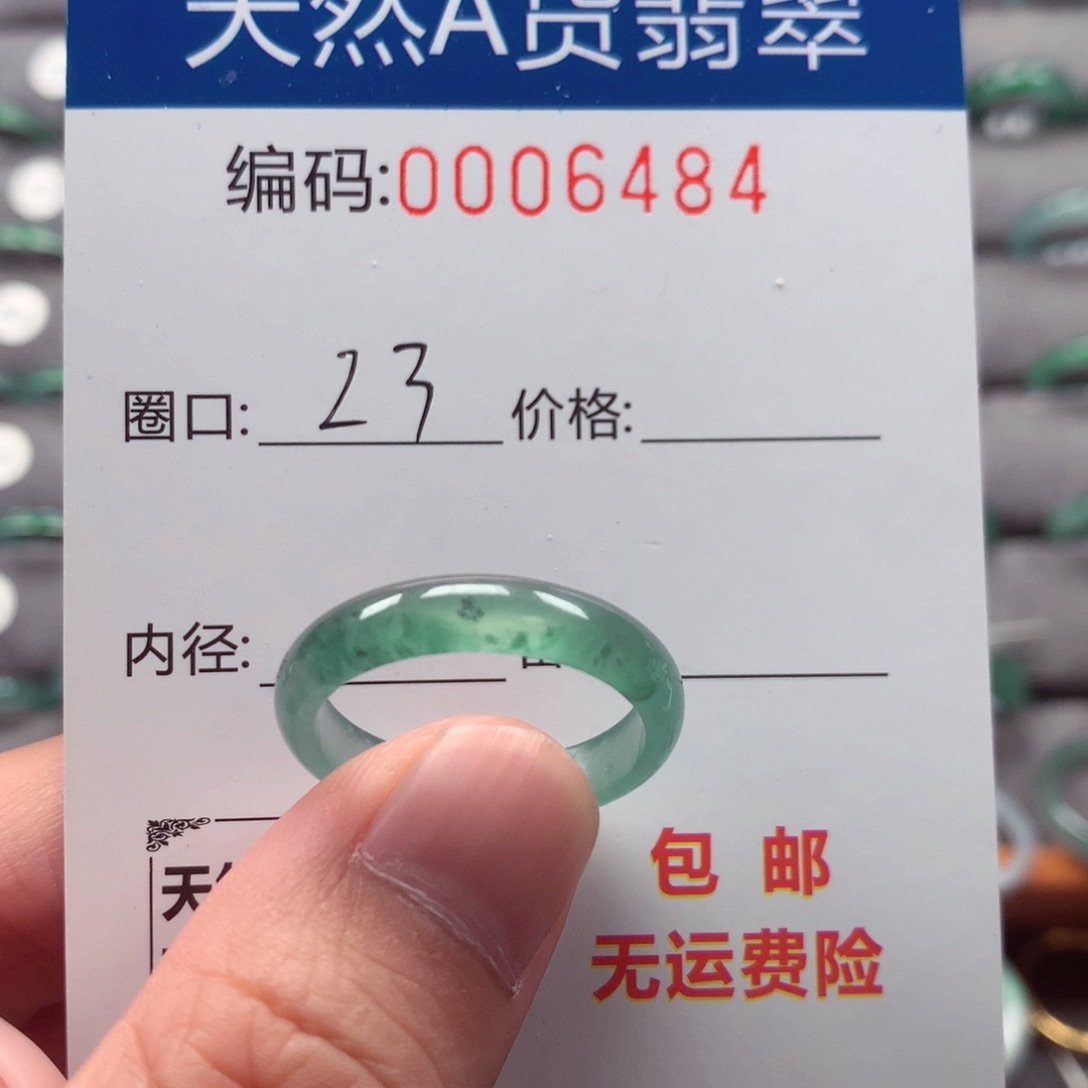 天然A货翡翠
编码:0006484
圈口: 23 价格:
内径:
天
包邮
无运费险